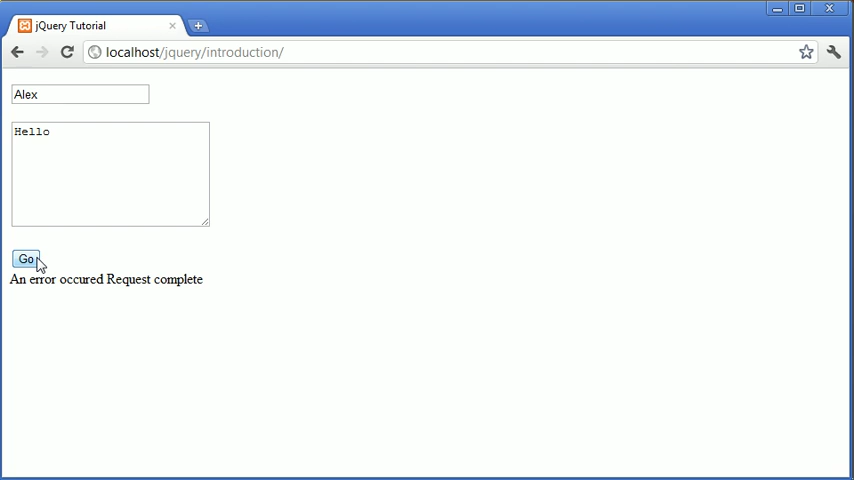 jQuery Tutorial
localhost/jquery/introduction/
Alex
Hello
Go
An error occured Request complete